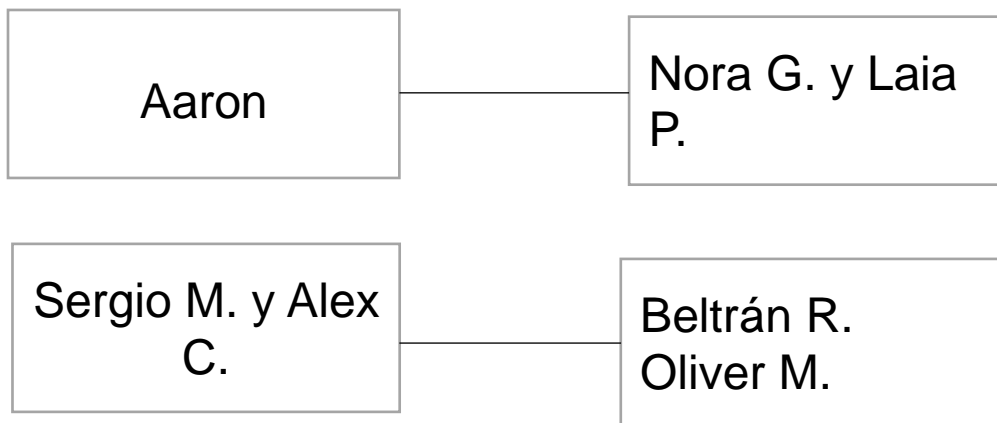 Aaron
Nora G. y Laia
P.
Sergio M. y Alex
C.
Beltrán R.
Oliver M.